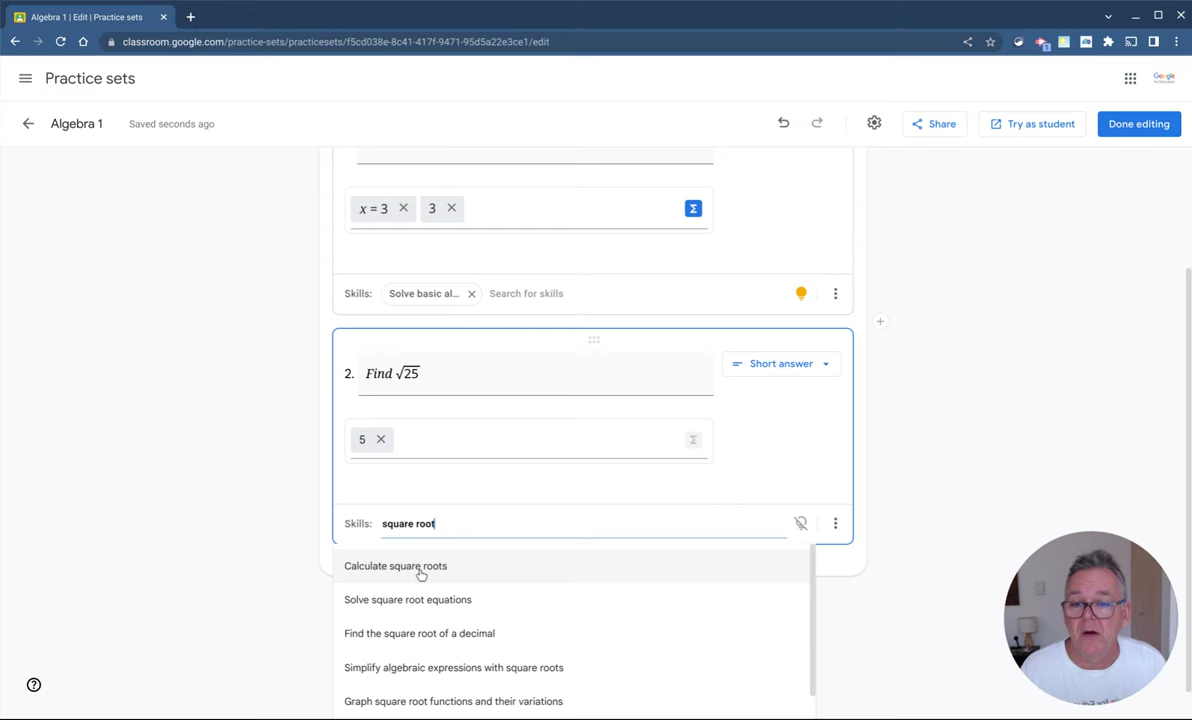 Algebra 1 | Edit | Practice sets
classroom.google.com/practice-sets/practicesets/f5cd038e-8c41-417f-9471-95d5a22e3ce1/edit
Practice sets
Google
for Education
Algebra 1
Saved seconds ago
Share
Try as student
Done editing
x = 3
3
Σ
Skills:
Solve basic al...
Search for skills
2.
Find √25
Short answer
5
Σ
Skills:
square root
Calculate square roots
Solve square root equations
Find the square root of a decimal
Simplify algebraic expressions with square roots
Graph square root functions and their variations